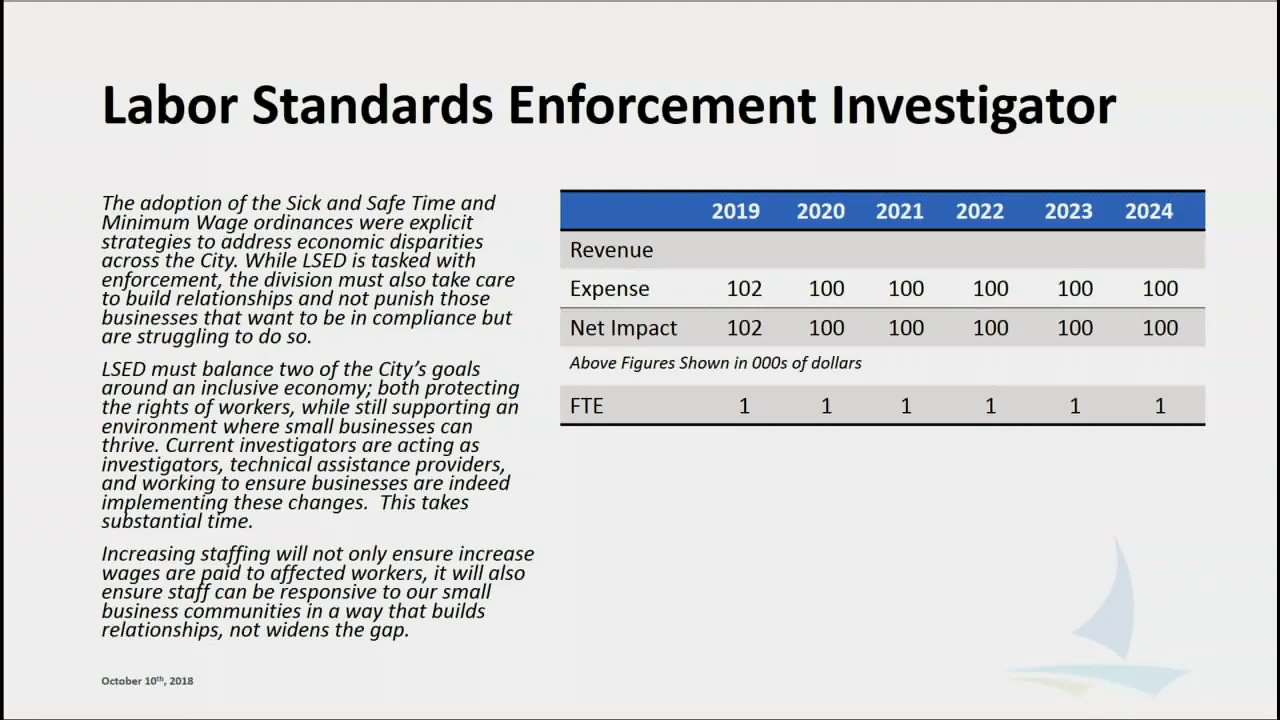 Labor Standards Enforcement Investigator
The adoption of the Sick and Safe Time and
Minimum Wage ordinances were explicit
strategies to address economic disparities
across the City. While LSED is tasked with
enforcement, the division must also take care
to build relationships and not punish those
businesses that want to be in compliance but
are struggling to do so.
LSED must balance two of the City's goals
around an inclusive economy; both protecting
the rights of workers, while still supporting an
environment where small businesses can
thrive. Current investigators are acting as
investigators, technical assistance providers,
and working to ensure businesses are indeed
implementing these changes.  This takes
substantial time.
Increasing staffing will not only ensure increase
wages are paid to affected workers, it will also
ensure staff can be responsive to our small
business communities in a way that builds
relationships, not widens the gap.
2019 2020 2021 2022 2023 2024
Revenue
Expense 102 100 100 100 100 100
Net Impact 102 100 100 100 100 100
Above Figures Shown in 000s of dollars
FTE 1 1 1 1 1 1
October 10th, 2018